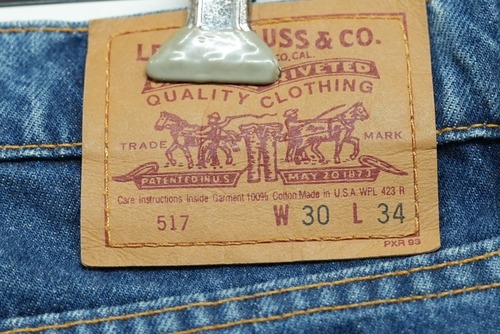 LE USS & CO.
CO, CAL.
RIVETED
QUALITY CLOTHING
TRADE MARK
PATENTED IN U.S. MAY 20 1873
Care Instructions Inside Garment 100% Cotton Made in U.S.A. WPL 423 R
517 W 30 L 34
PXR 93